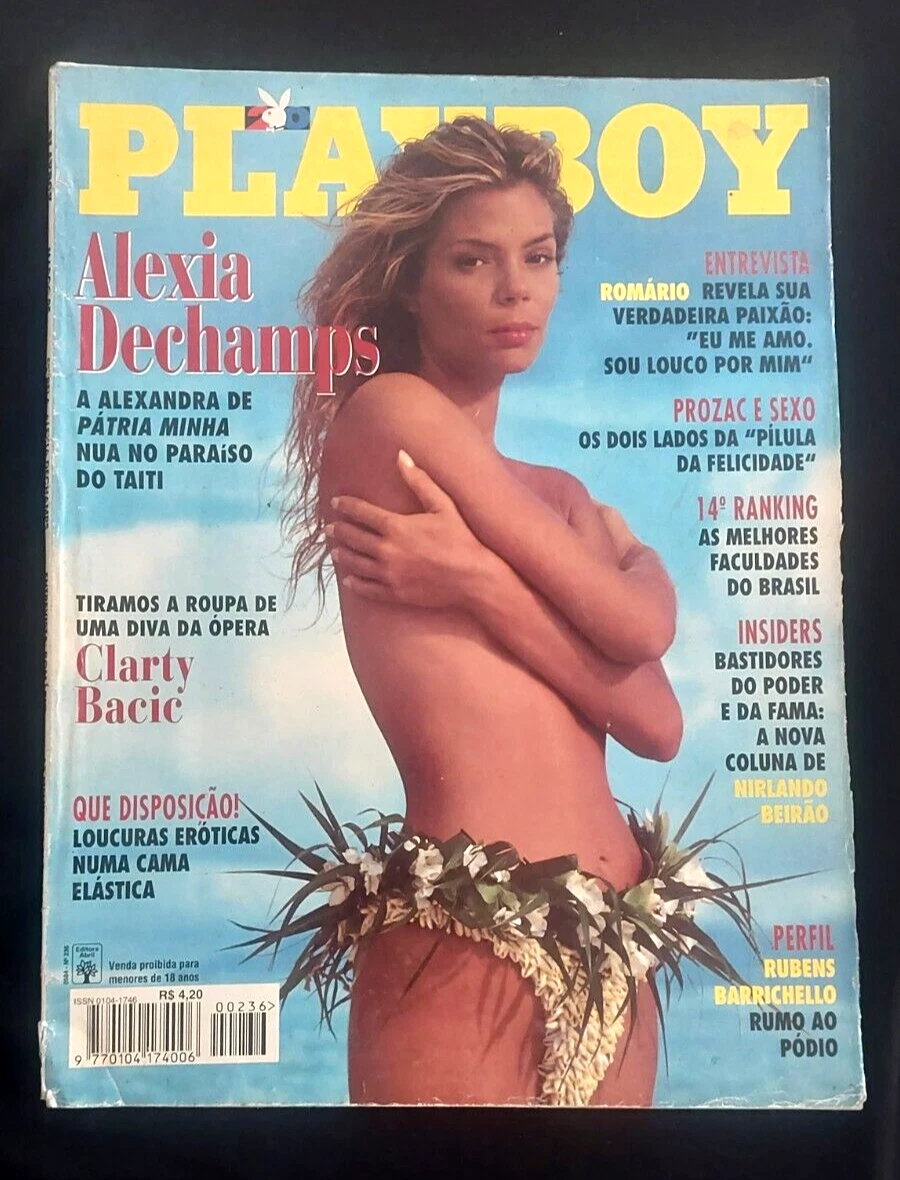 PLAYBOY
20
Alexia
Dechamps
A ALEXANDRA DE
PÁTRIA MINHA
NUA NO PARAíSO
DO TAITI
TIRAMOS A ROUPA DE
UMA DIVA DA ÓPERA
Clarty
Bacic
QUE DISPOSIÇÃO!
LOUCURAS ERÓTICAS
NUMA CAMA
ELÁSTICA
ENTREVISTA
ROMÁRIO REVELA SUA
VERDADEIRA PAIXÃO:
"EU ME AMO.
SOU LOUCO POR MIM"
PROZAC E SEXO
OS DOIS LADOS DA "PÍLULA
DA FELICIDADE"
14º RANKING
AS MELHORES
FACULDADES
DO BRASIL
INSIDERS
BASTIDORES
DO PODER
E DA FAMA:
A NOVA
COLUNA DE
NIRLANDO
BEIRÃO
PERFIL
RUBENS
BARRICHELLO
RUMO AO
PÓDIO
Editora
Abril
Nº 236
Venda proibida para
menores de 18 anos
ISSN 0104-1746
R$ 4,20
00236>
9 770104 174006